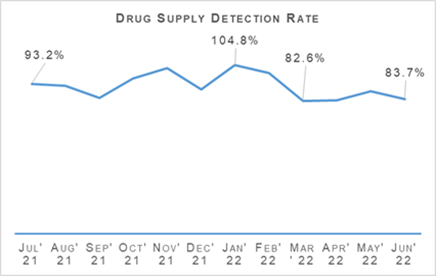 Drug Supply Detection Rate
104.8%
93.2%
82.6%
83.7%
Jul' Aug' Sep' Oct' Nov' Dec' Jan' Feb' Mar Apr' May' Jun'
21 21 21 21 21 21 22 22 ' 22 22 22 22